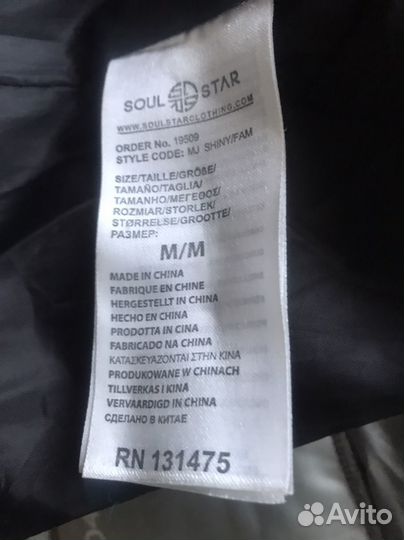 SOUL STAR
WWW.SOULSTARCLOTHING.COM
ORDER No. 19509
STYLE CODE: MJ SHINY/FAM
SIZE/TAILLE/GRÖßE/
TAMAÑO/TAGLIA/
TAMANHO/ΜΕΓΕΘΟΣ/
ROZMIAR/STORLEK/
STØRRELSE/GROOTTE/
РАЗМЕР:
M/M
MADE IN CHINA
FABRIQUE EN CHINE
HERGESTELLT IN CHINA
HECHO EN CHINA
PRODOTTA IN CINA
FABRICADO NA CHINA
ΚΑΤΑΣΚΕΥΑΖΟΝΤΑΙ ΣΤΗΝ ΚΙΝΑ
PRODUKOWANE W CHINACH
TILLVERKAS I KINA
VERVAARDIGD IN CHINA
СДЕЛАНО В КИТАЕ
RN 131475
Avito